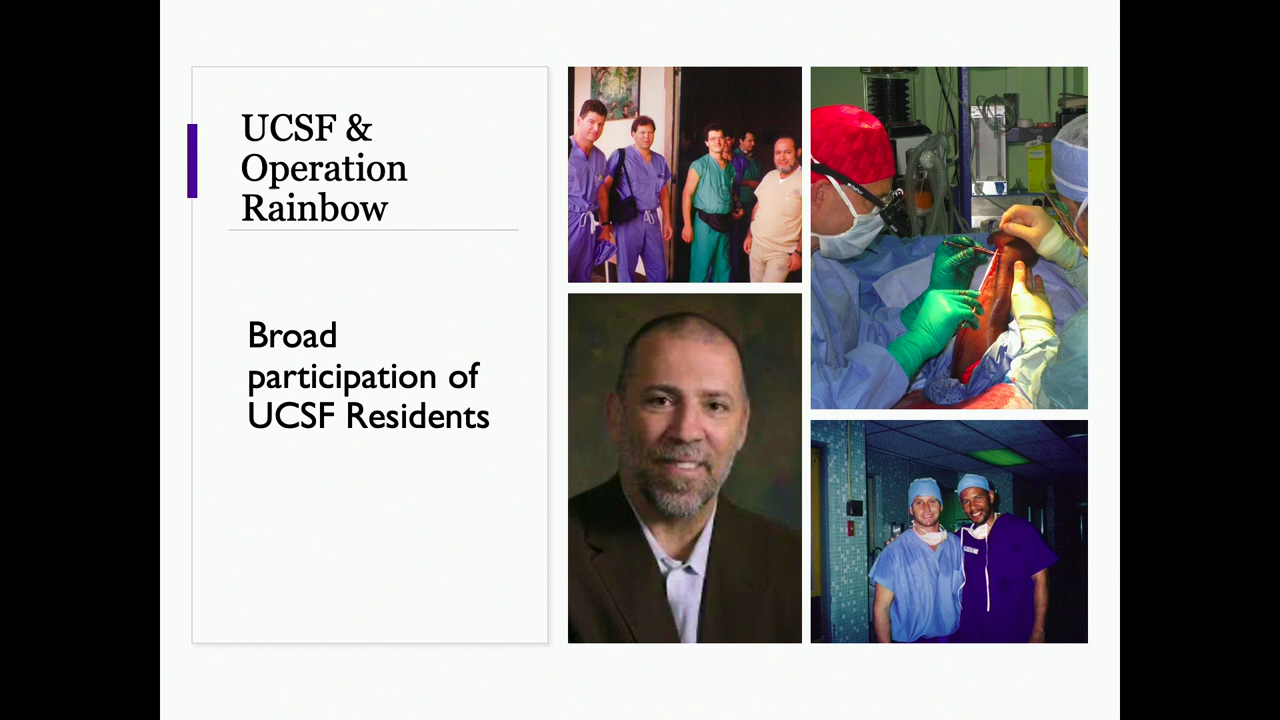 UCSF &
Operation
Rainbow
Broad
participation of
UCSF Residents